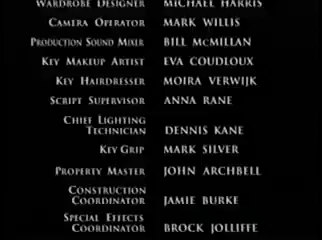 WARDROBE DESIGNER MICHAEL HARRIS
CAMERA OPERATOR MARK WILLIS
PRODUCTION SOUND MIXER BILL MCMILLAN
KEY MAKEUP ARTIST EVA COUDLOUX
KEY HAIRDRESSER MOIRA VERWIJK
SCRIPT SUPERVISOR ANNA RANE
CHIEF LIGHTING
TECHNICIAN DENNIS KANE
KEY GRIP MARK SILVER
PROPERTY MASTER JOHN ARCHBELL
CONSTRUCTION
COORDINATOR JAMIE BURKE
SPECIAL EFFECTS
COORDINATOR BROCK JOLLIFFE